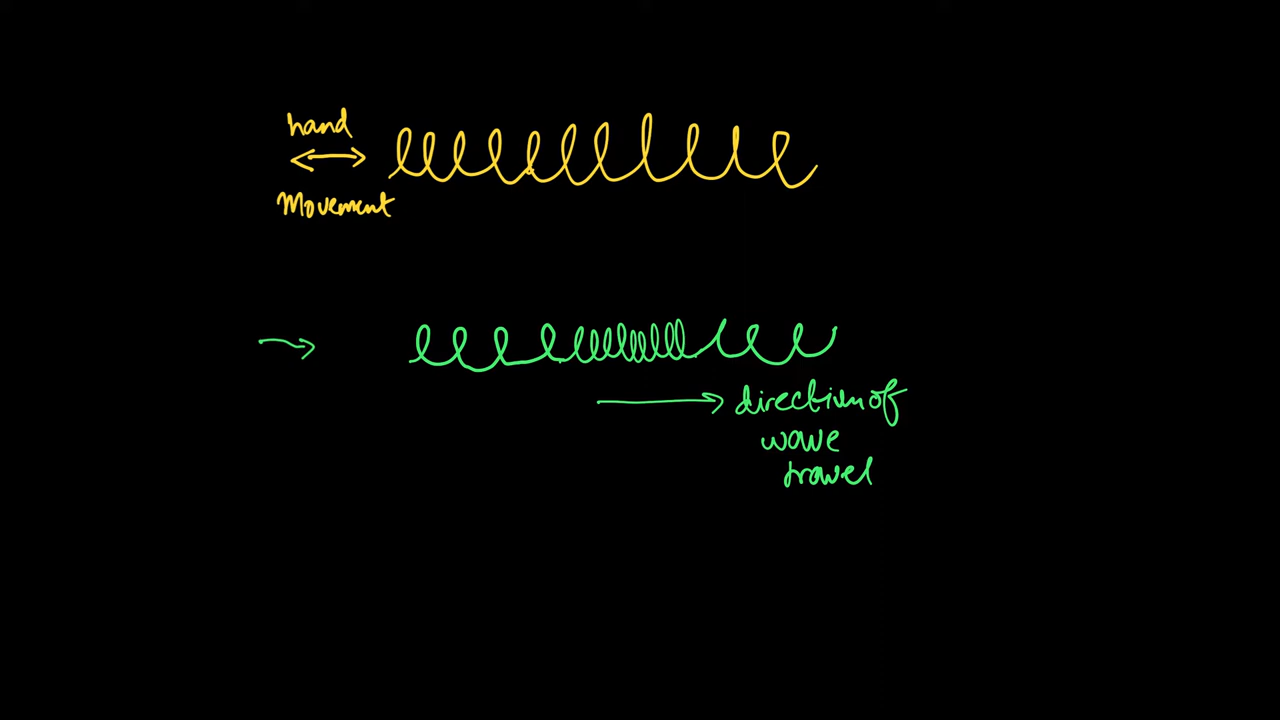 hand
Movement
direction of
wave
travel